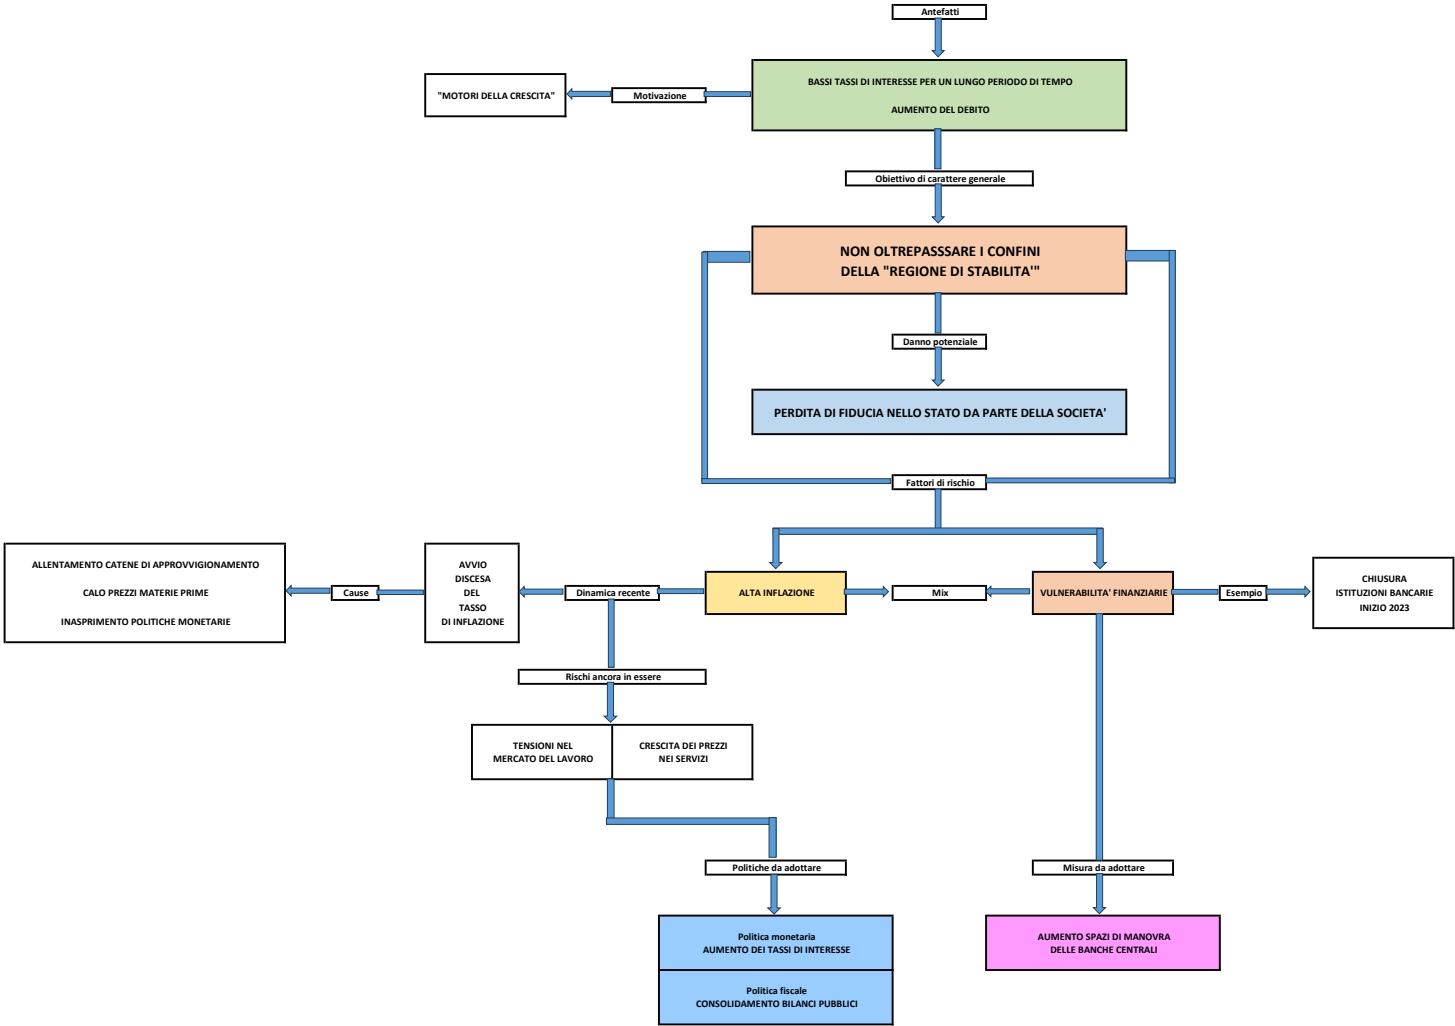 Antefatti
BASSI TASSI DI INTERESSE PER UN LUNGO PERIODO DI TEMPO
AUMENTO DEL DEBITO
Motivazione
"MOTORI DELLA CRESCITA"
Obiettivo di carattere generale
NON OLTREPASSSARE I CONFINI
DELLA "REGIONE DI STABILITA'"
Danno potenziale
PERDITA DI FIDUCIA NELLO STATO DA PARTE DELLA SOCIETA'
Fattori di rischio
ALLENTAMENTO CATENE DI APPROVVIGIONAMENTO
CALO PREZZI MATERIE PRIME
INASPRIMENTO POLITICHE MONETARIE
Cause
AVVIO
DISCESA
DEL
TASSO
DI INFLAZIONE
Dinamica recente
ALTA INFLAZIONE
Mix
VULNERABILITA' FINANZIARIE
Esempio
CHIUSURA
ISTITUZIONI BANCARIE
INIZIO 2023
Rischi ancora in essere
TENSIONI NEL
MERCATO DEL LAVORO
CRESCITA DEI PREZZI
NEI SERVIZI
Politiche da adottare
Misura da adottare
Politica monetaria
AUMENTO DEI TASSI DI INTERESSE
Politica fiscale
CONSOLIDAMENTO BILANCI PUBBLICI
AUMENTO SPAZI DI MANOVRA
DELLE BANCHE CENTRALI